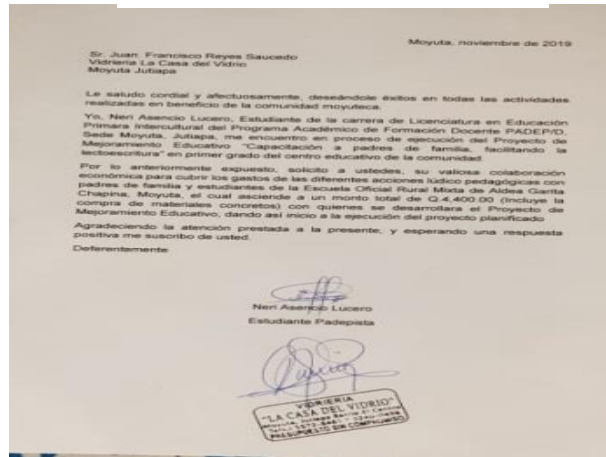 Moyuta, noviembre de 2019
Sr. Juan Francisco Reyes Saucedo
Vidriería La Casa del Vidrio
Moyuta Jutiapa
Le saludo cordial y afectuosamente, deseándole éxitos en todas las actividades
realizadas en beneficio de la comunidad moyuteca.
Yo, Neri Asencio Lucero, Estudiante de la carrera de Licenciatura en Educación
Primaria Intercultural del Programa Académico de Formación Docente PADEP/D,
Sede Moyuta, Jutiapa, me encuentro en proceso de ejecución del Proyecto de
Mejoramiento Educativo "Capacitación a padres de familia, facilitando la
lectoescritura" en primer grado del centro educativo de la comunidad.
Por lo anteriormente expuesto, solicito a ustedes, su valiosa colaboración
económica para cubrir los gastos de las diferentes acciones lúdico pedagógicas con
padres de familia y estudiantes de la Escuela Oficial Rural Mixta de Aldea Garita
Chapina, Moyuta, el cual asciende a un monto total de Q.4,400.00 (Incluye la
compra de materiales concretos) con quienes se desarrollara el Proyecto de
Mejoramiento Educativo, dando así inicio a la ejecución del proyecto planificado
Agradeciendo la atención prestada a la presente, y esperando una respuesta
positiva me suscribo de usted.
Deferentemente
Neri Asencio Lucero
Estudiante Padepista
VIDRIERIA
"LA CASA DEL VIDRIO"
Moyuta, Jutiapa Barrio El
PRESUPUESTO SIN COMPROMISO